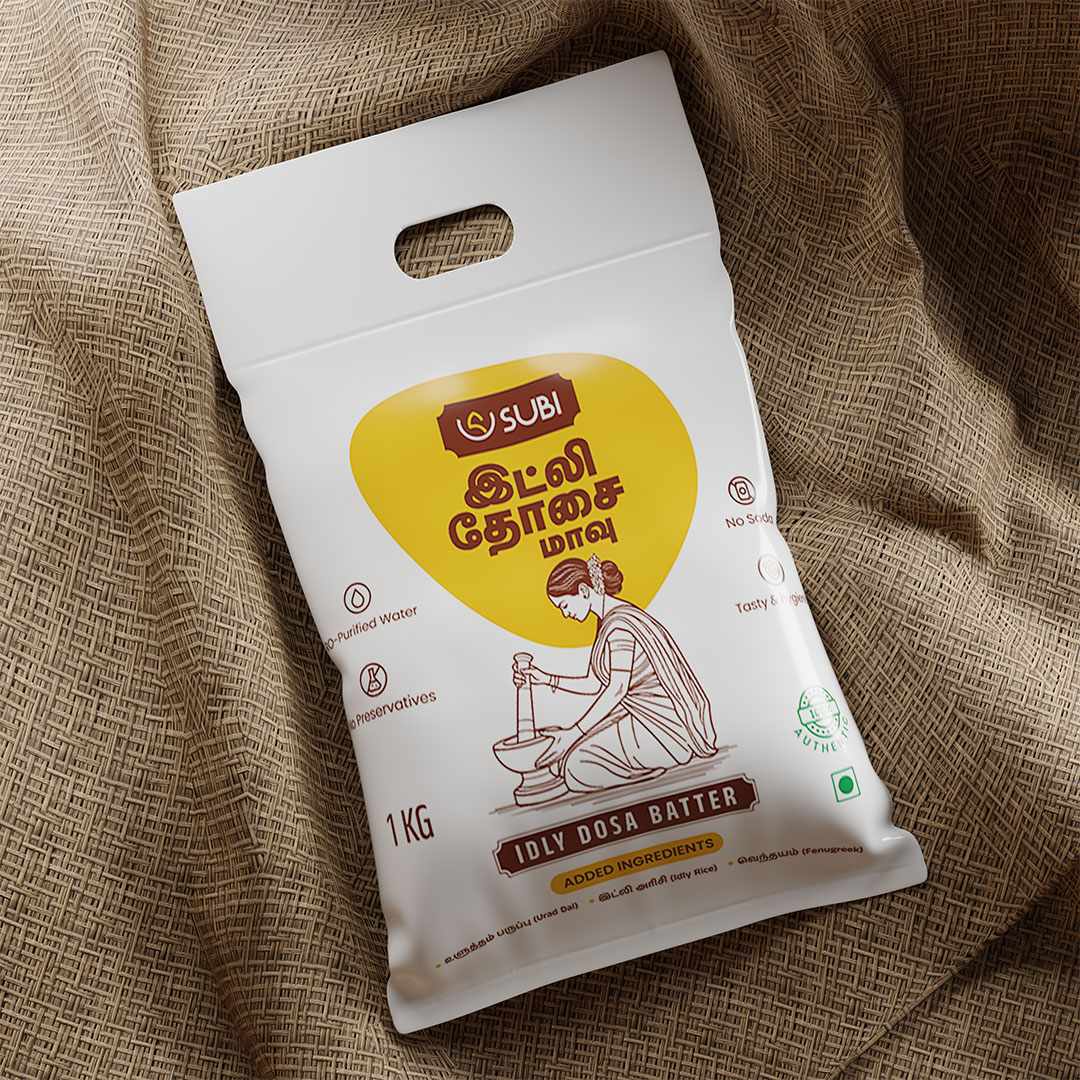 SUBI
இட்லி
தோசை
மாவு
No Soda
Tasty &
Purified Water
Preservatives
100%
AUTHENTIC
1 KG
IDLY DOSA BATTER
ADDED INGREDIENTS
• உளுந்தம் பருப்பு (Urad Dal) • இட்லி அரிசி (Idly Rice) • வெந்தயம் (Fenugreek)